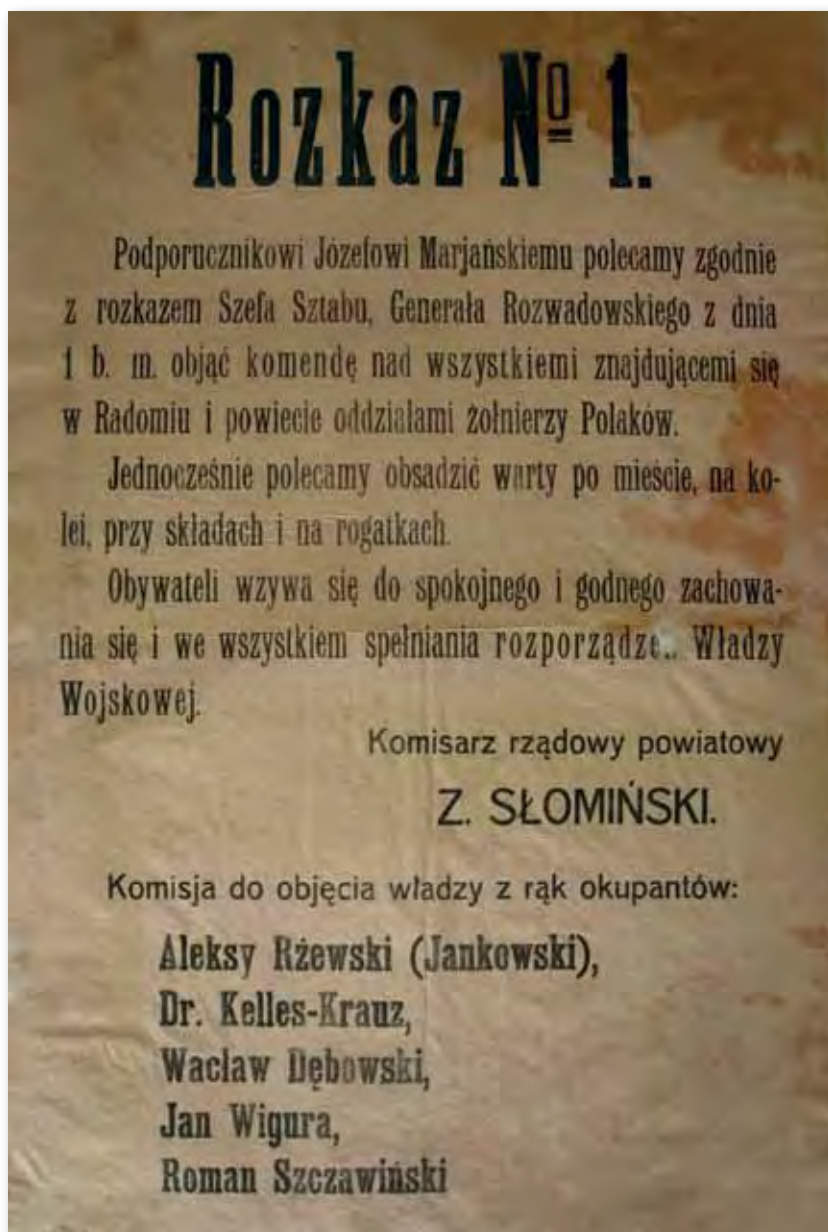 Rozkaz Nº 1.
Podporucznikowi Józefowi Marjańskiemu polecamy zgodnie
z rozkazem Szefa Sztabu, Generała Rozwadowskiego z dnia
1 b. m. objąć komendę nad wszystkiemi znajdującemi się
w Radomiu i powiecie oddziałami żołnierzy Polaków.
Jednocześnie polecamy obsadzić warty po mieście, na ko-
lei, przy składach i na rogatkach.
Obywateli wzywa się do spokojnego i godnego zachowa-
nia się i we wszystkiem spełniania Władzy
Wojskowej.
Komisarz rządowy powiatowy
Z. SŁOMIŃSKI.
Komisja do objęcia władzy z rąk okupantów:
Aleksy Rżewski (Jankowski),
Dr. Kelles-Krauz,
Wacław Dębowski,
Jan Wigura,
Roman Szczawiński